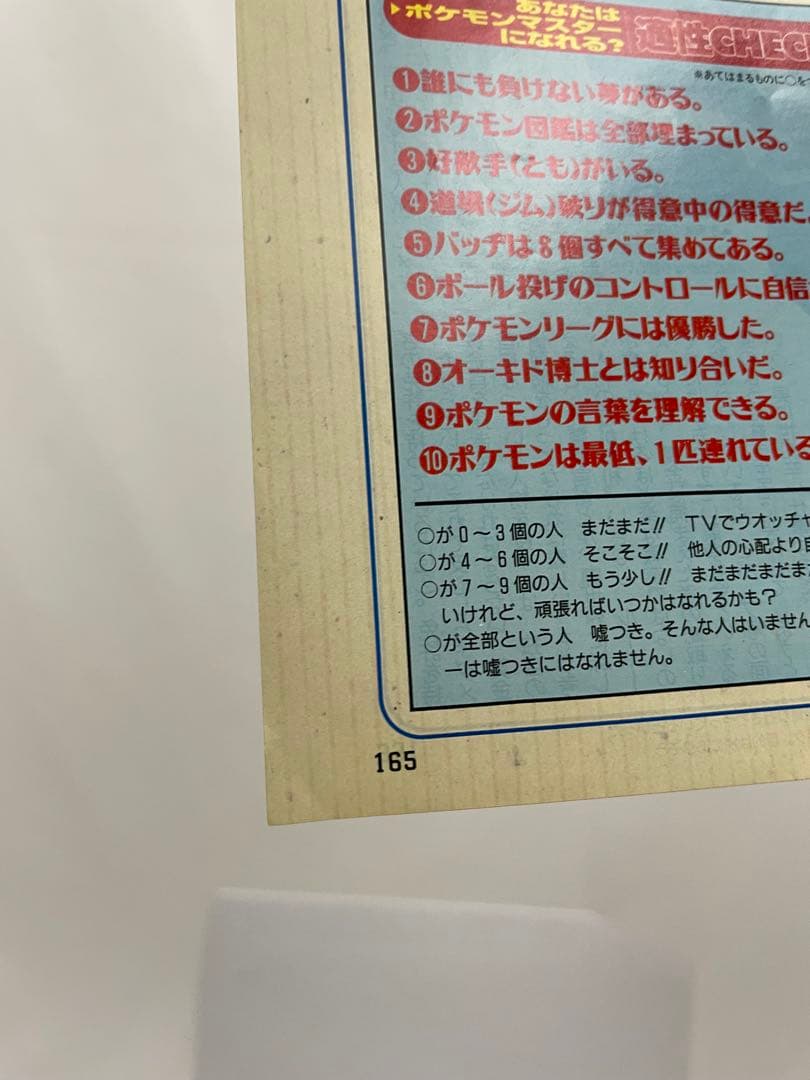 あなたは
▶ポケモンマスター
になれる?
適性CHEC
※あてはまるものに○を
❶誰にも負けない夢がある。
❷ポケモン図鑑は全部埋まっている。
❸好敵手(とも)がいる。
❹道場(ジム)破りが得意中の得意だ。
❺バッヂは8個すべて集めてある。
❻ボール投げのコントロールに自信
❼ポケモンリーグには優勝した。
❽オーキド博士とは知り合いだ。
❾ポケモンの言葉を理解できる。
❿ポケモンは最低、1匹連れている
○が0〜3個の人 まだまだ!! TVでウオッチ
○が4〜6個の人 そこそこ!! 他人の心配より
○が7〜9個の人 もう少し!! まだまだまだま
いけれど、頑張ればいつかはなれるかも?
○が全部という人 嘘つき。そんな人はいません
ーは嘘つきにはなれません。
165